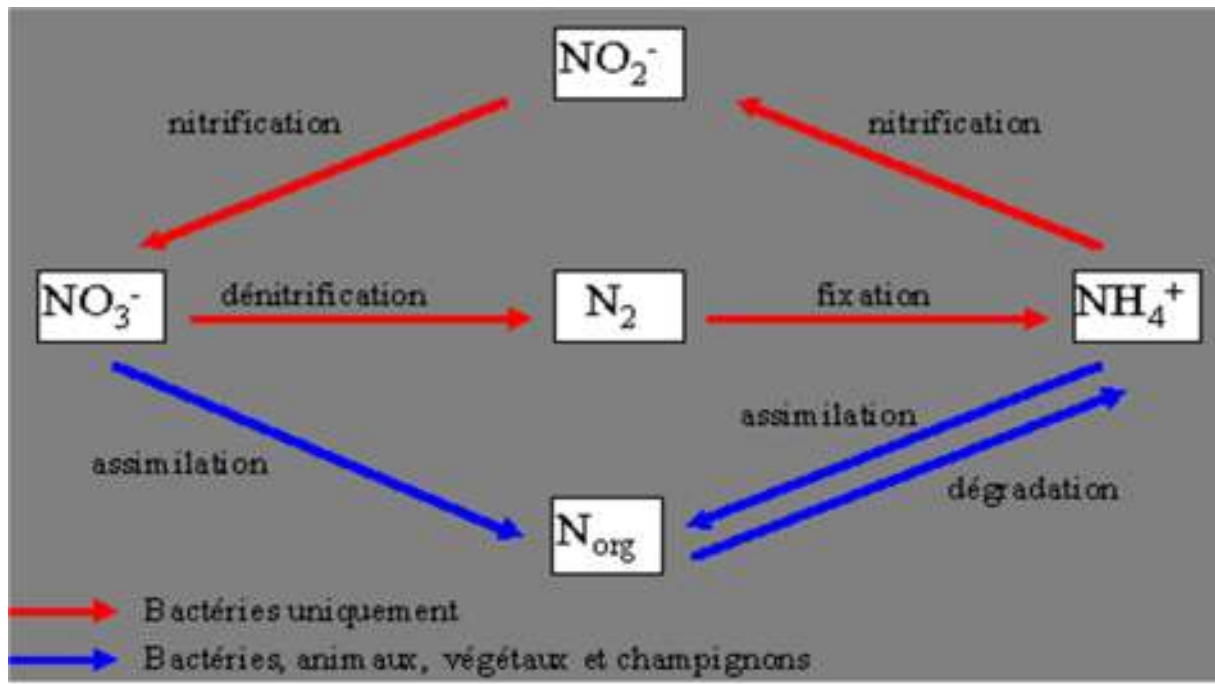 NO₂⁻
nitrification
nitrification
NO₃⁻
dénitrification
N₂
fixation
NH₄⁺
assimilation
assimilation
dégradation
Norg
Bactéries uniquement
Bactéries, animaux, végétaux et champignons